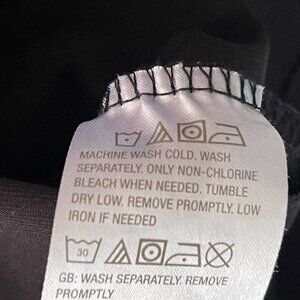 MACHINE WASH COLD. WASH
SEPARATELY. ONLY NON-CHLORINE
BLEACH WHEN NEEDED. TUMBLE
DRY LOW. REMOVE PROMPTLY. LOW
IRON IF NEEDED
30
GB: WASH SEPARATELY. REMOVE
PROMPTLY